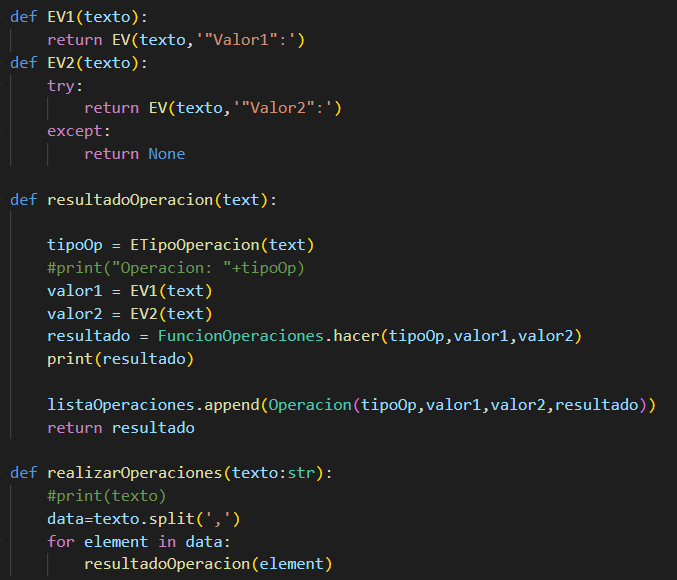 def EV1(texto):
    return EV(texto,'"Valor1":')
def EV2(texto):
    try:
        return EV(texto,'"Valor2":')
    except:
        return None
def resultadoOperacion(text):
    tipoOp = ETipoOperacion(text)
    #print("Operacion: "+tipoOp)
    valor1 = EV1(text)
    valor2 = EV2(text)
    resultado = FuncionOperaciones.hacer(tipoOp,valor1,valor2)
    print(resultado)
    listaOperaciones.append(Operacion(tipoOp,valor1,valor2,resultado))
    return resultado
def realizarOperaciones(texto:str):
    #print(texto)
    data=texto.split(',')
    for element in data:
        resultadoOperacion(element)